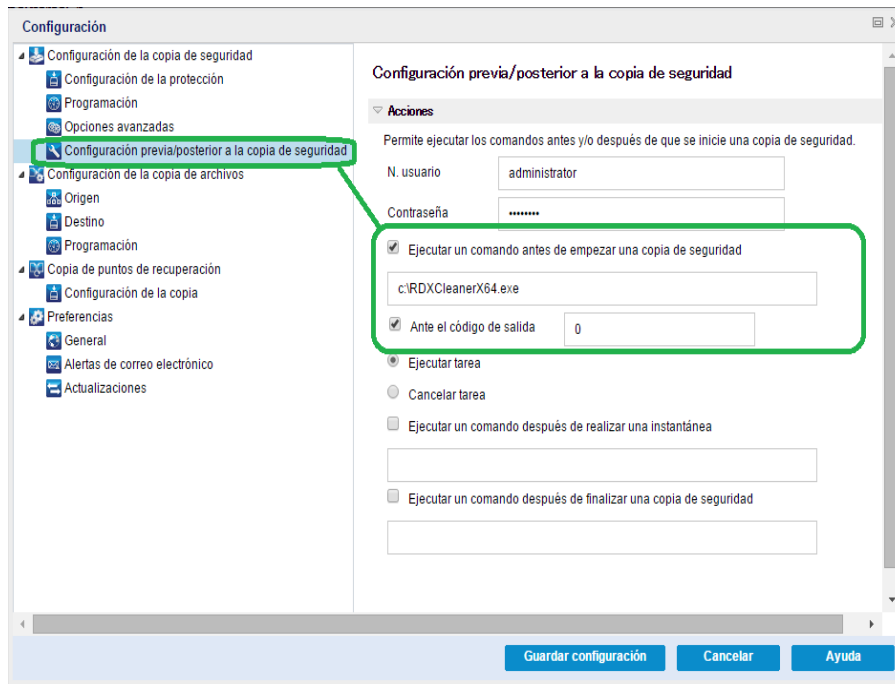 Configuración
Configuración de la copia de seguridad
Configuración de la protección
Programación
Opciones avanzadas
Configuración previa/posterior a la copia de seguridad
Configuración de la copia de archivos
Origen
Destino
Programación
Copia de puntos de recuperación
Configuración de la copia
Preferencias
General
Alertas de correo electrónico
Actualizaciones
Configuración previa/posterior a la copia de seguridad
Acciones
Permite ejecutar los comandos antes y/o después de que se inicie una copia de seguridad.
N. usuario administrator
Contraseña ••••••••
Ejecutar un comando antes de empezar una copia de seguridad
c:\RDXCleanerX64.exe
Ante el código de salida 0
Ejecutar tarea
Cancelar tarea
Ejecutar un comando después de realizar una instantánea
Ejecutar un comando después de finalizar una copia de seguridad
Guardar configuración Cancelar Ayuda